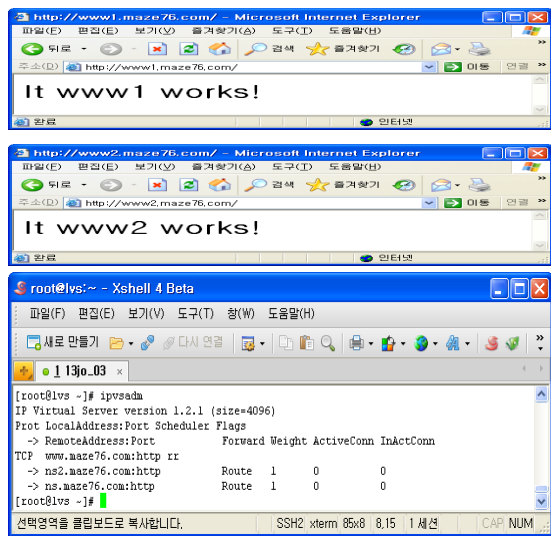 http://www1.maze76.com/ - Microsoft Internet Explorer
파일(F) 편집(E) 보기(V) 즐겨찾기(A) 도구(T) 도움말(H)
뒤로 검색 즐겨찾기 »
주소(D) http://www1.maze76.com/ 이동 연결 »
It www1 works!
완료 인터넷
http://www2.maze76.com/ - Microsoft Internet Explorer
파일(F) 편집(E) 보기(V) 즐겨찾기(A) 도구(T) 도움말(H)
뒤로 검색 즐겨찾기 »
주소(D) http://www2.maze76.com/ 이동 연결 »
It www2 works!
완료 인터넷
root@lvs:~ - Xshell 4 Beta
파일(F) 편집(E) 보기(V) 도구(T) 창(W) 도움말(H)
새로 만들기 다시 연결 »
1 13jo_03 ×
[root@lvs ~]# ipvsadm
IP Virtual Server version 1.2.1 (size=4096)
Prot LocalAddress:Port Scheduler Flags
-> RemoteAddress:Port Forward Weight ActiveConn InActConn
TCP www.maze76.com:http rr
-> ns2.maze76.com:http Route 1 0 0
-> ns.maze76.com:http Route 1 0 0
[root@lvs ~]#
선택영역을 클립보드로 복사합니다. SSH2 xterm 85x8 8,15 1 세션 CAP NUM